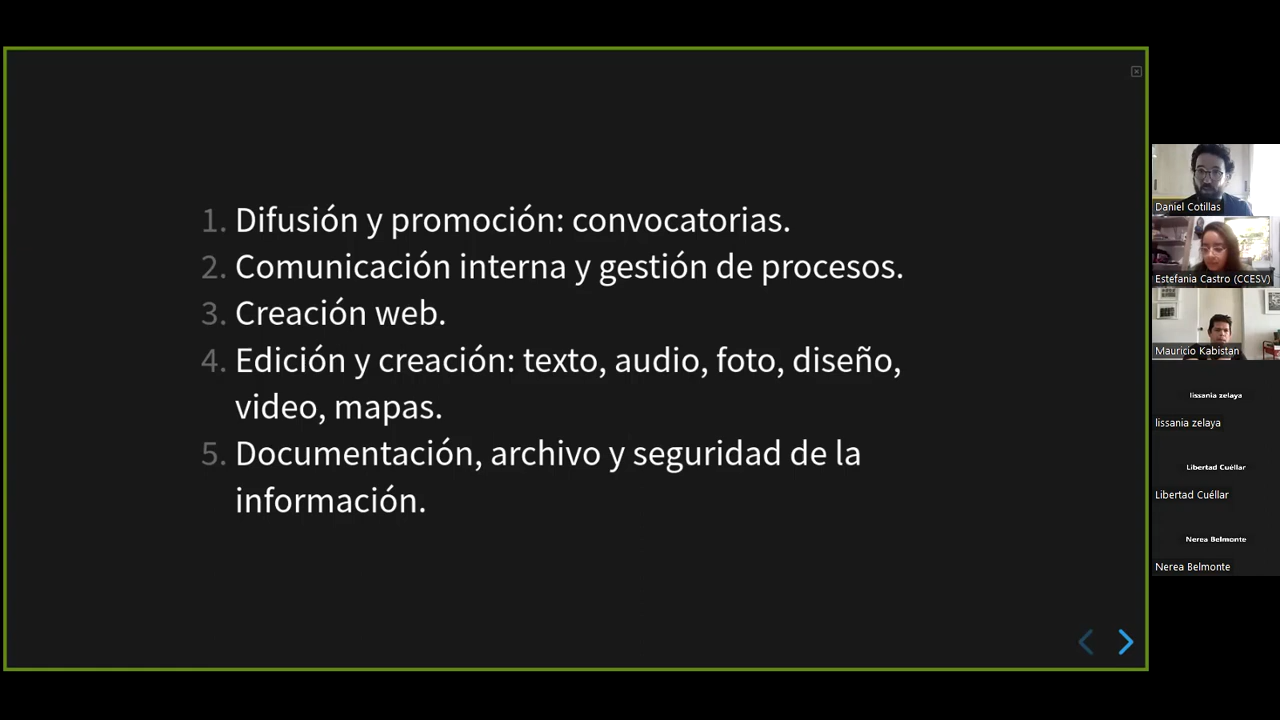 1. Difusión y promoción: convocatorias.
2. Comunicación interna y gestión de procesos.
3. Creación web.
4. Edición y creación: texto, audio, foto, diseño,
video, mapas.
5. Documentación, archivo y seguridad de la
información.
Daniel Cotillas
Estefania Castro (CCESV)
Mauricio Kabistan
lissania zelaya
lissania zelaya
Libertad Cuéllar
Libertad Cuéllar
Nerea Belmonte
Nerea Belmonte